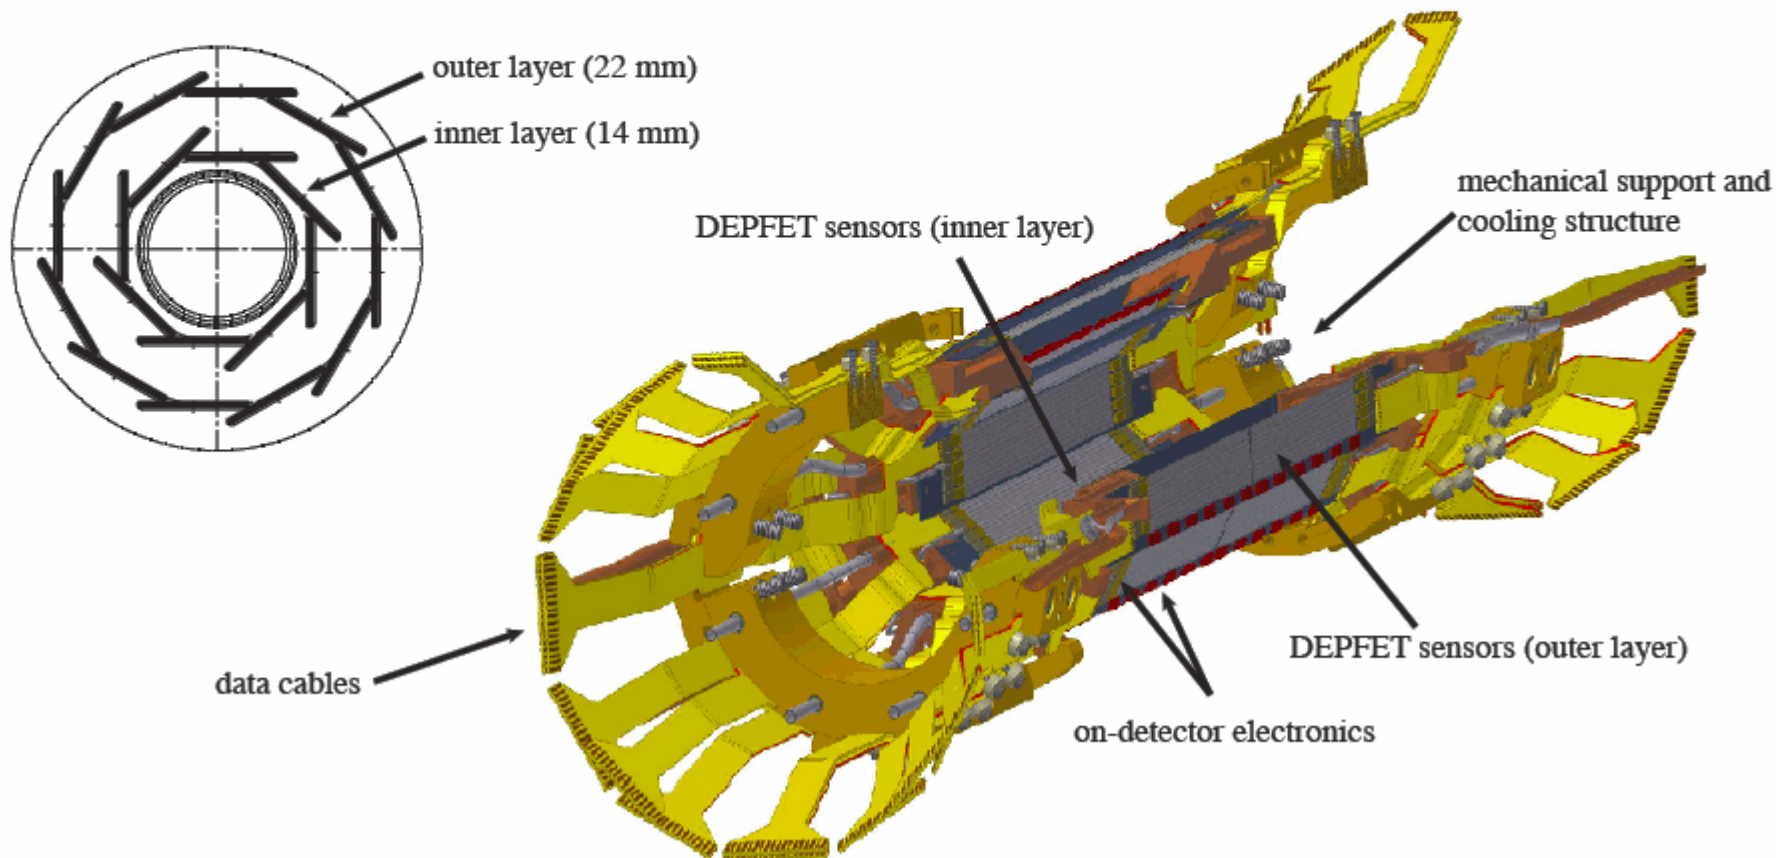 outer layer (22 mm)
inner layer (14 mm)
DEPFET sensors (inner layer)
mechanical support and
cooling structure
data cables
DEPFET sensors (outer layer)
on-detector electronics